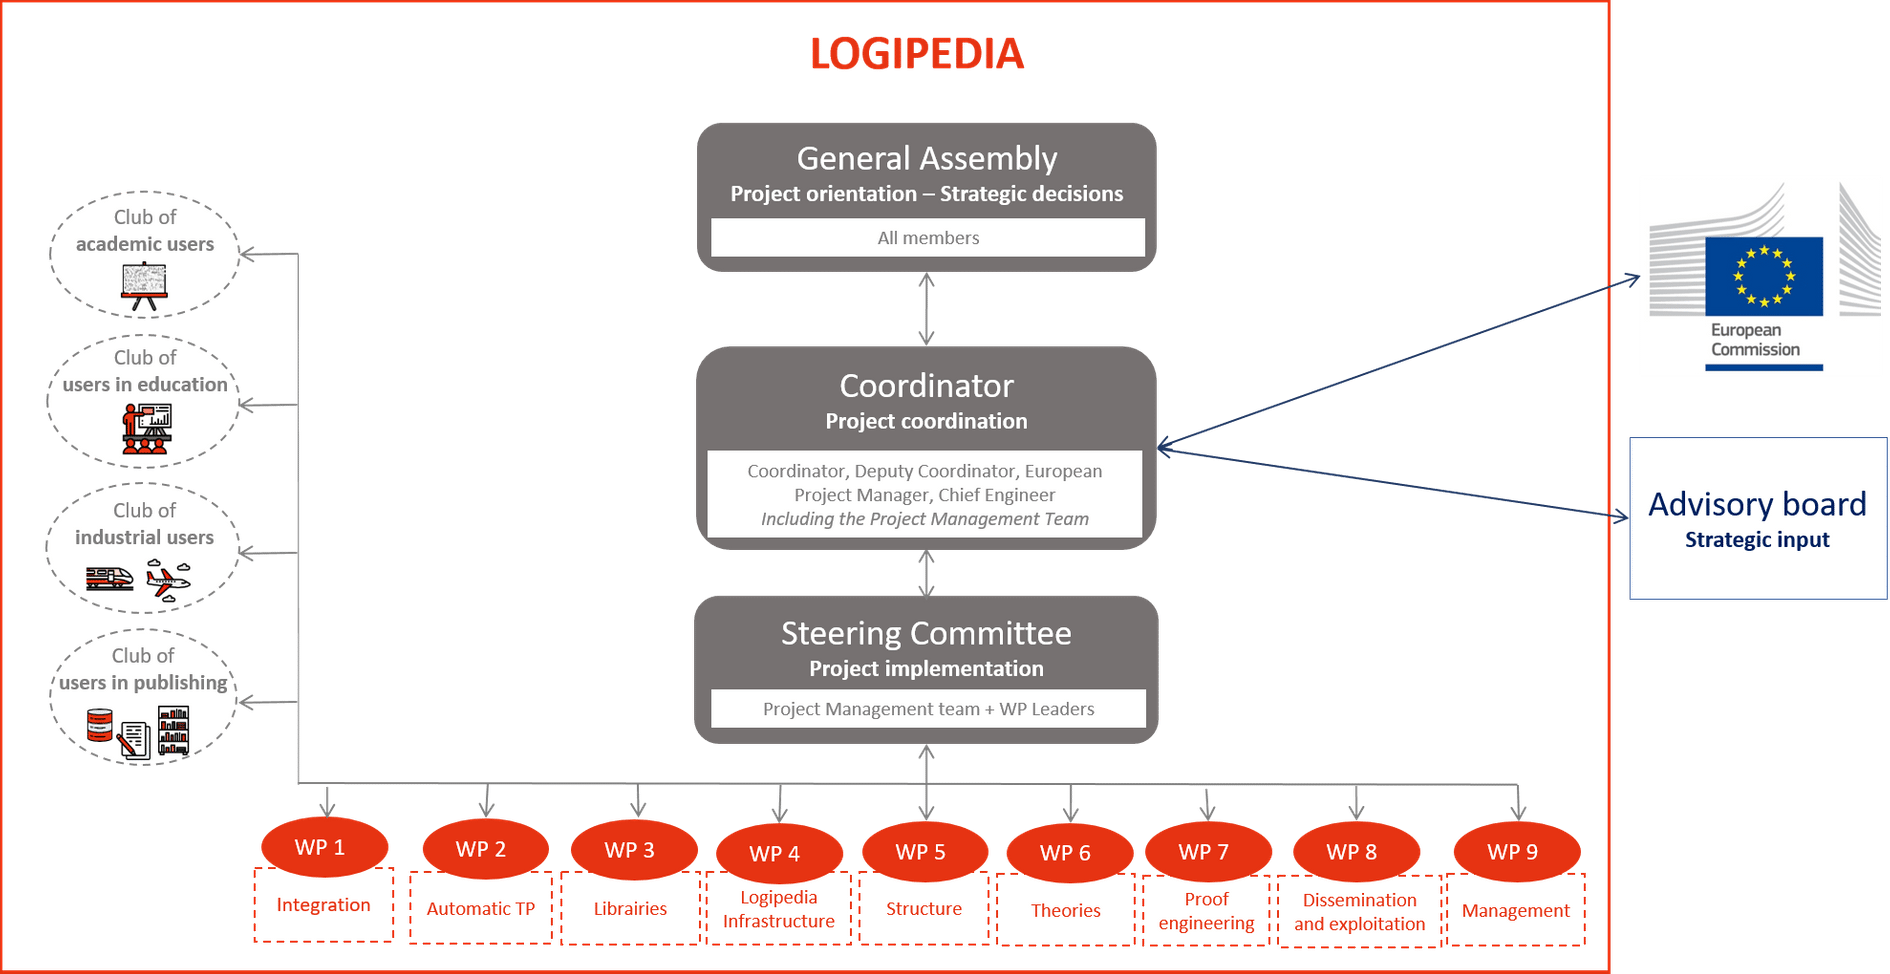 LOGIPEDIA
General Assembly
Project orientation – Strategic decisions
All members
Club of
academic users
Club of
users in education
Club of
industrial users
Club of
users in publishing
Coordinator
Project coordination
Coordinator, Deputy Coordinator, European
Project Manager, Chief Engineer
Including the Project Management Team
European
Commission
Advisory board
Strategic input
Steering Committee
Project implementation
Project Management team + WP Leaders
WP 1
Integration
WP 2
Automatic TP
WP 3
Librairies
WP 4
Logipedia
Infrastructure
WP 5
Structure
WP 6
Theories
WP 7
Proof
engineering
WP 8
Dissemination
and exploitation
WP 9
Management